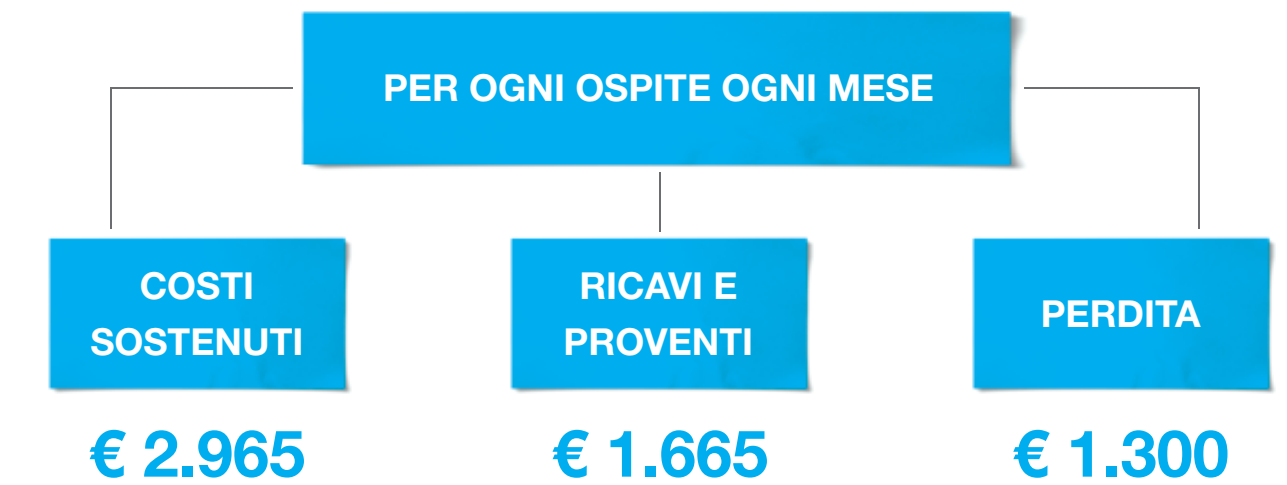 PER OGNI OSPITE OGNI MESE
COSTI
SOSTENUTI
€ 2.965
RICAVI E
PROVENTI
€ 1.665
PERDITA
€ 1.300